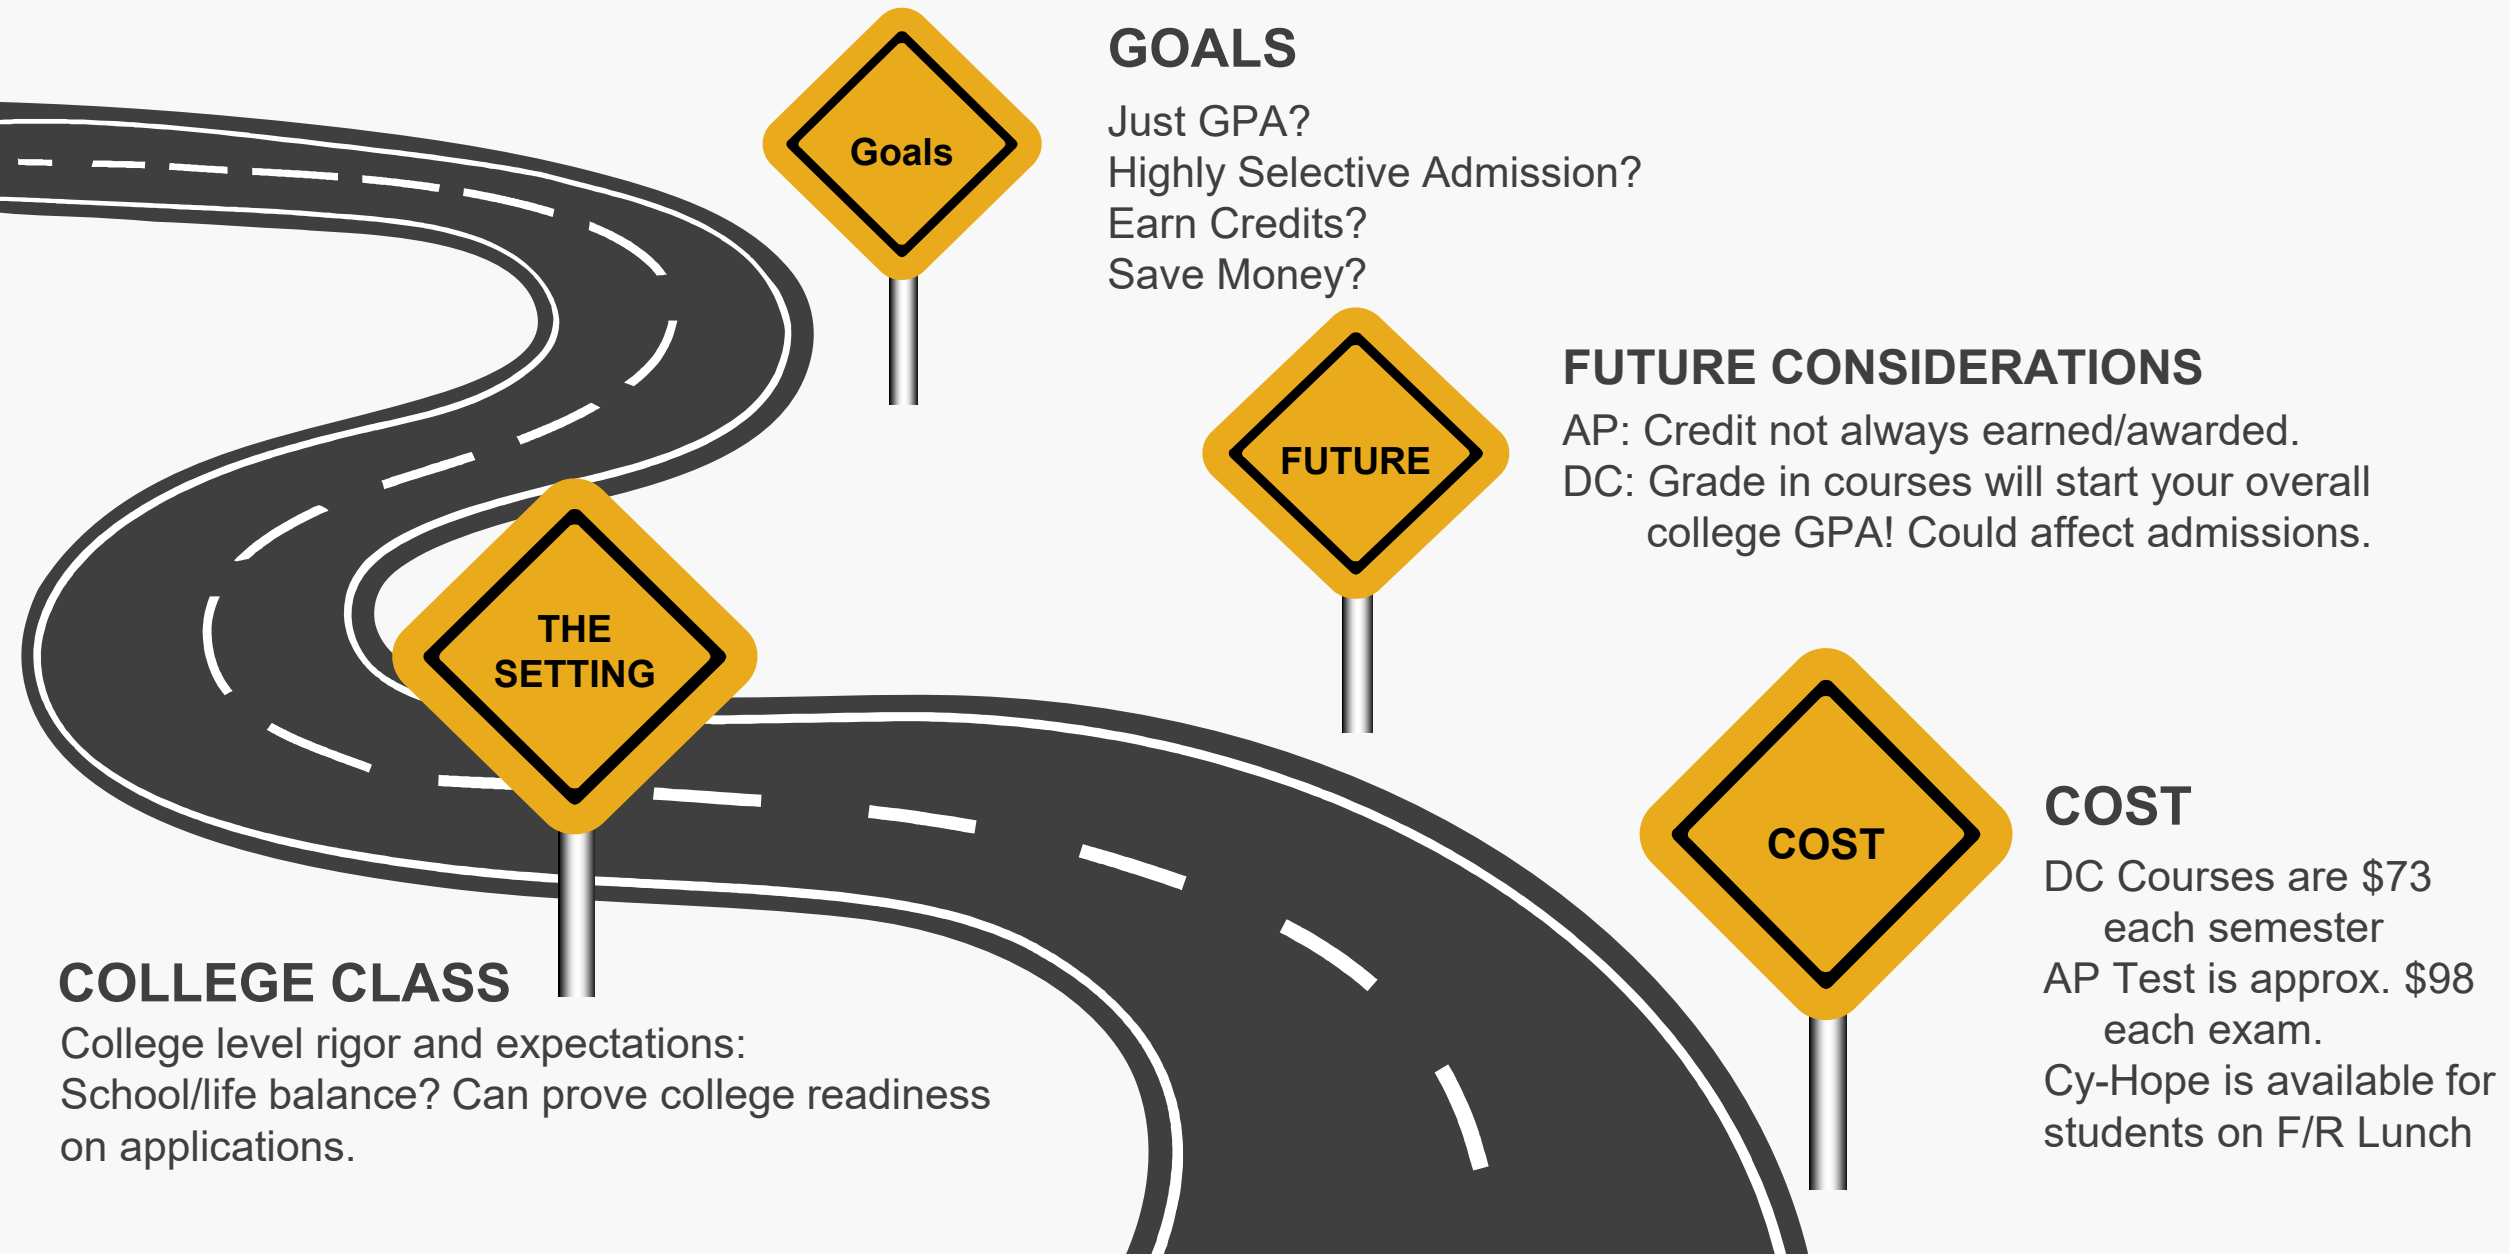 Goals
GOALS
Just GPA?
Highly Selective Admission?
Earn Credits?
Save Money?
FUTURE
FUTURE CONSIDERATIONS
AP: Credit not always earned/awarded.
DC: Grade in courses will start your overall
college GPA! Could affect admissions.
THE
SETTING
COLLEGE CLASS
College level rigor and expectations:
School/life balance? Can prove college readiness
on applications.
COST
COST
DC Courses are $73
each semester
AP Test is approx. $98
each exam.
Cy-Hope is available for
students on F/R Lunch